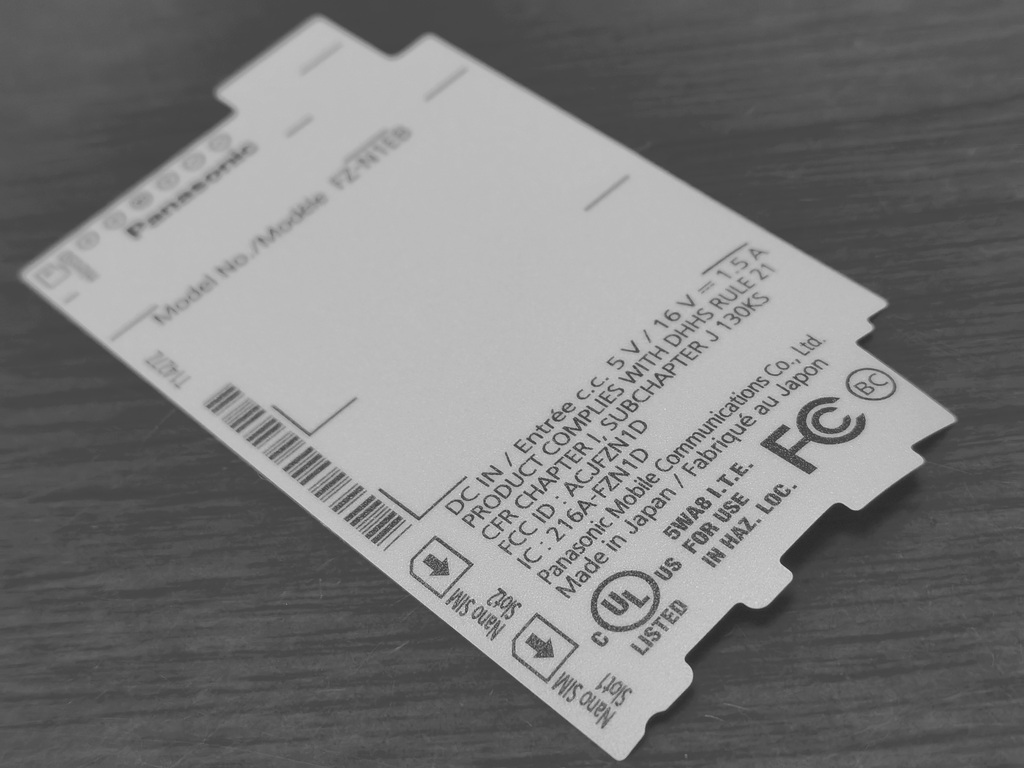 Panasonic
Model No./Modèle FZ-N1EB
DC IN / Entrée c.c. 5 V / 16 V ⎓ 1.5 A
PRODUCT COMPLIES WITH DHHS RULE 21
CFR CHAPTER I, SUBCHAPTER J 130KS
FCC ID : ACJFZN1D
IC : 216A-FZN1D
Panasonic Mobile Communications Co., Ltd.
Made in Japan / Fabriqué au Japon
C UL US
LISTED
5WA8 I.T.E.
FOR USE
IN HAZ. LOC.
FC
BC
Nano SIM
Slot2
Nano SIM
Slot1